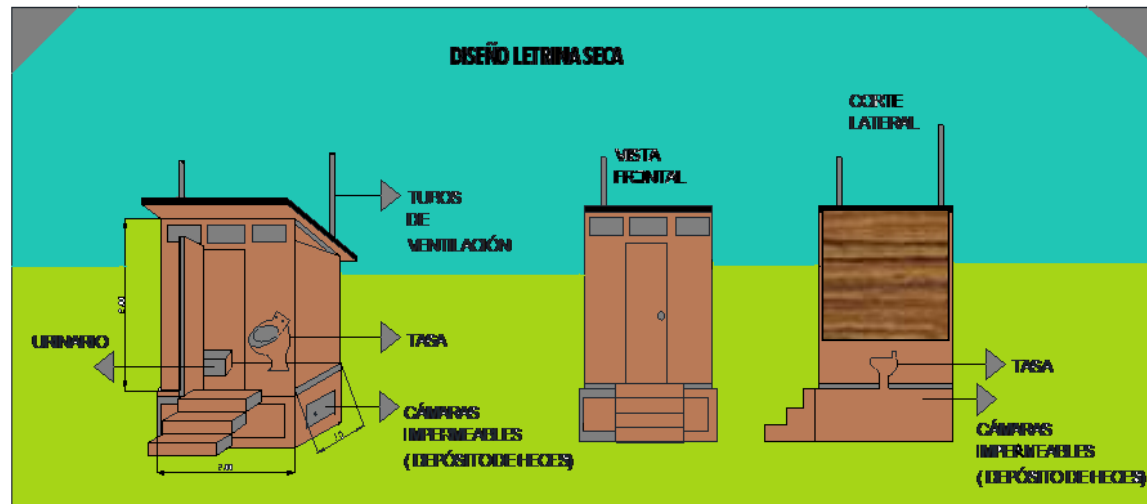 DISEÑO LETRINA SECA
CORTE
LATERAL
VISTA
FRONTAL
TUBOS
DE
VENTILACIÓN
URINARIO
TASA
TASA
CÁMARAS
IMPERMEABLES
( DEPÓSITO DE HECES)
CÁMARAS
IMPERMEABLES
( DEPÓSITO DE HECES)
2.00